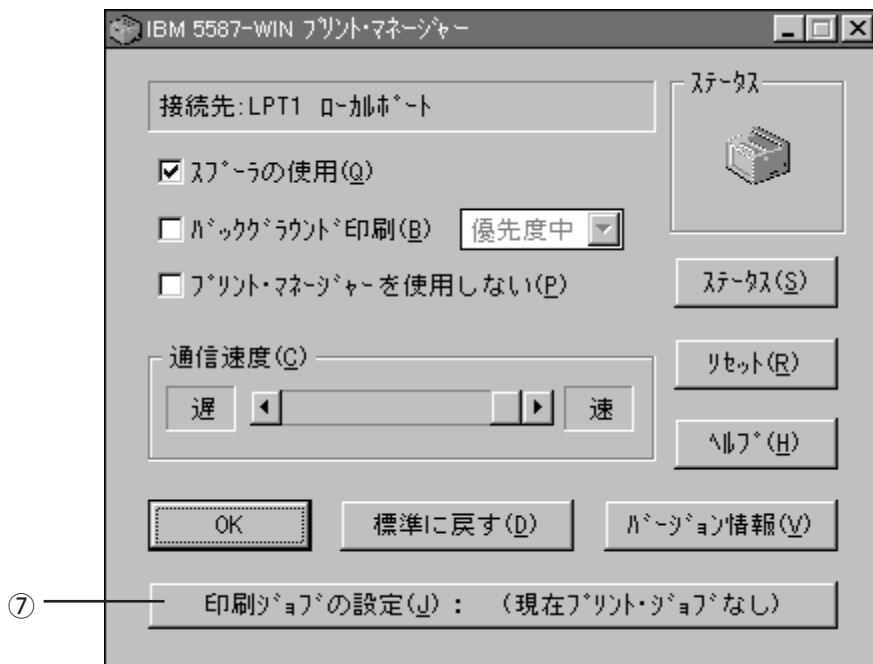 IBM 5587-WIN ﾌﾟﾘﾝﾄ･ﾏﾈｰｼﾞｬｰ
接続先:LPT1 ﾛｰｶﾙﾎﾟｰﾄ
ｽﾃｰﾀｽ
ｽﾌﾟｰﾗの使用(Q)
ﾊﾞｯｸｸﾞﾗｳﾝﾄﾞ印刷(B) 優先度中
ﾌﾟﾘﾝﾄ･ﾏﾈｰｼﾞｬｰを使用しない(P)
ｽﾃｰﾀｽ(S)
通信速度(C)
遅 速
ﾘｾｯﾄ(R)
ﾍﾙﾌﾟ(H)
OK 標準に戻す(D) ﾊﾞｰｼﾞｮﾝ情報(V)
⑦ 印刷ｼﾞｮﾌﾞの設定(J) : (現在ﾌﾟﾘﾝﾄ･ｼﾞｮﾌﾞなし)